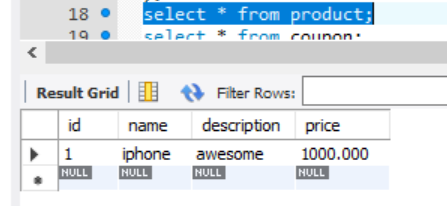 18 select * from product;
19 select * from coupon;
Result Grid Filter Rows:
id name description price
1 iphone awesome 1000.000
NULL NULL NULL NULL